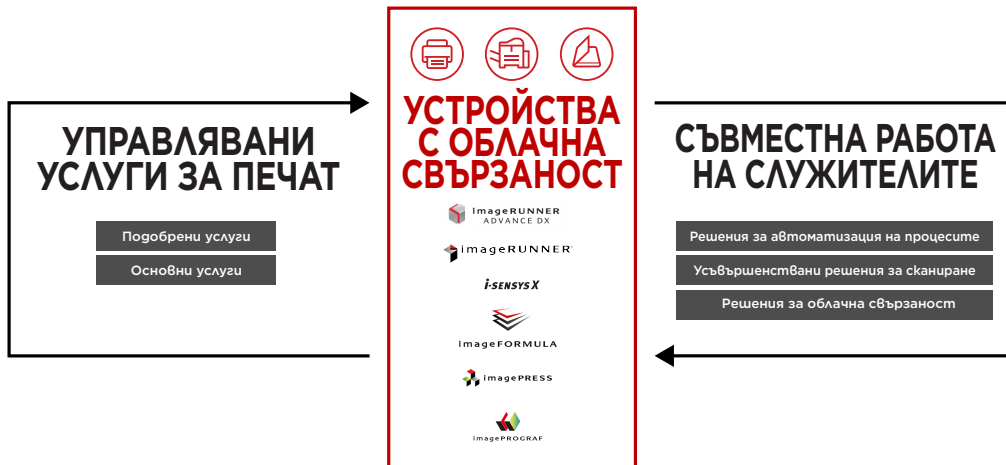 УПРАВЛЯВАНИ
УСЛУГИ ЗА ПЕЧАТ
Подобрени услуги
Основни услуги
УСТРОЙСТВА
С ОБЛАЧНА
СВЪРЗАНОСТ
imageRUNNER
ADVANCE DX
imageRUNNER
i-SENSYS X
imageFORMULA
imagePRESS
imagePROGRAF
СЪВМЕСТНА РАБОТА
НА СЛУЖИТЕЛИТЕ
Решения за автоматизация на процесите
Усъвършенствани решения за сканиране
Решения за облачна свързаност